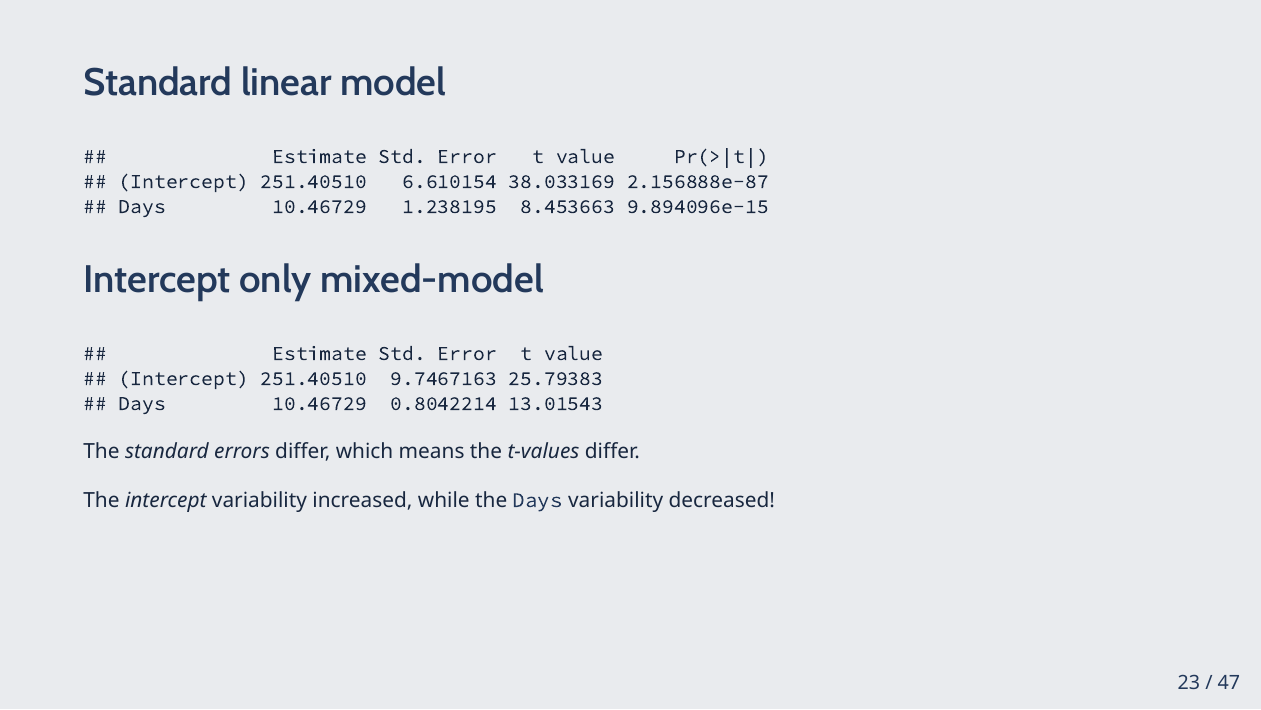 Standard linear model
##              Estimate Std. Error   t value     Pr(>|t|)
## (Intercept) 251.40510   6.610154 38.033169 2.156888e-87
## Days         10.46729   1.238195  8.453663 9.894096e-15
Intercept only mixed-model
##              Estimate Std. Error  t value
## (Intercept) 251.40510  9.7467163 25.79383
## Days         10.46729  0.8042214 13.01543
The standard errors differ, which means the t-values differ.
The intercept variability increased, while the Days variability decreased!
23 / 47